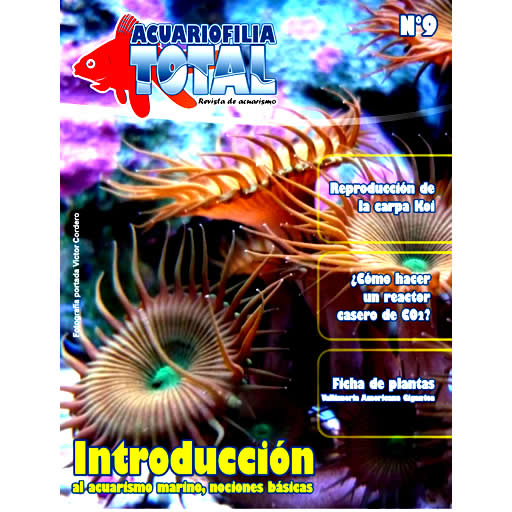 ACUARIOFILIA
TOTAL
Revista de acuarismo
Nº9
Reproducción de
la carpa Koi
¿Cómo hacer
un reactor
casero de CO2?
Ficha de plantas
Vallisneria Americana Gigantea
Fotografía portada Victor Cordero
Introducción
al acuarismo marino, nociones básicas